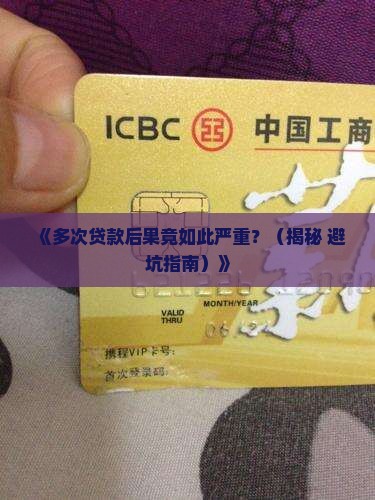 ICBC 中国工商
《多次贷款后果竟如此严重？（揭秘 避
坑指南）》
MONTH/YEAR
VALID
THRU
携程VIP卡号:
首次登录码: